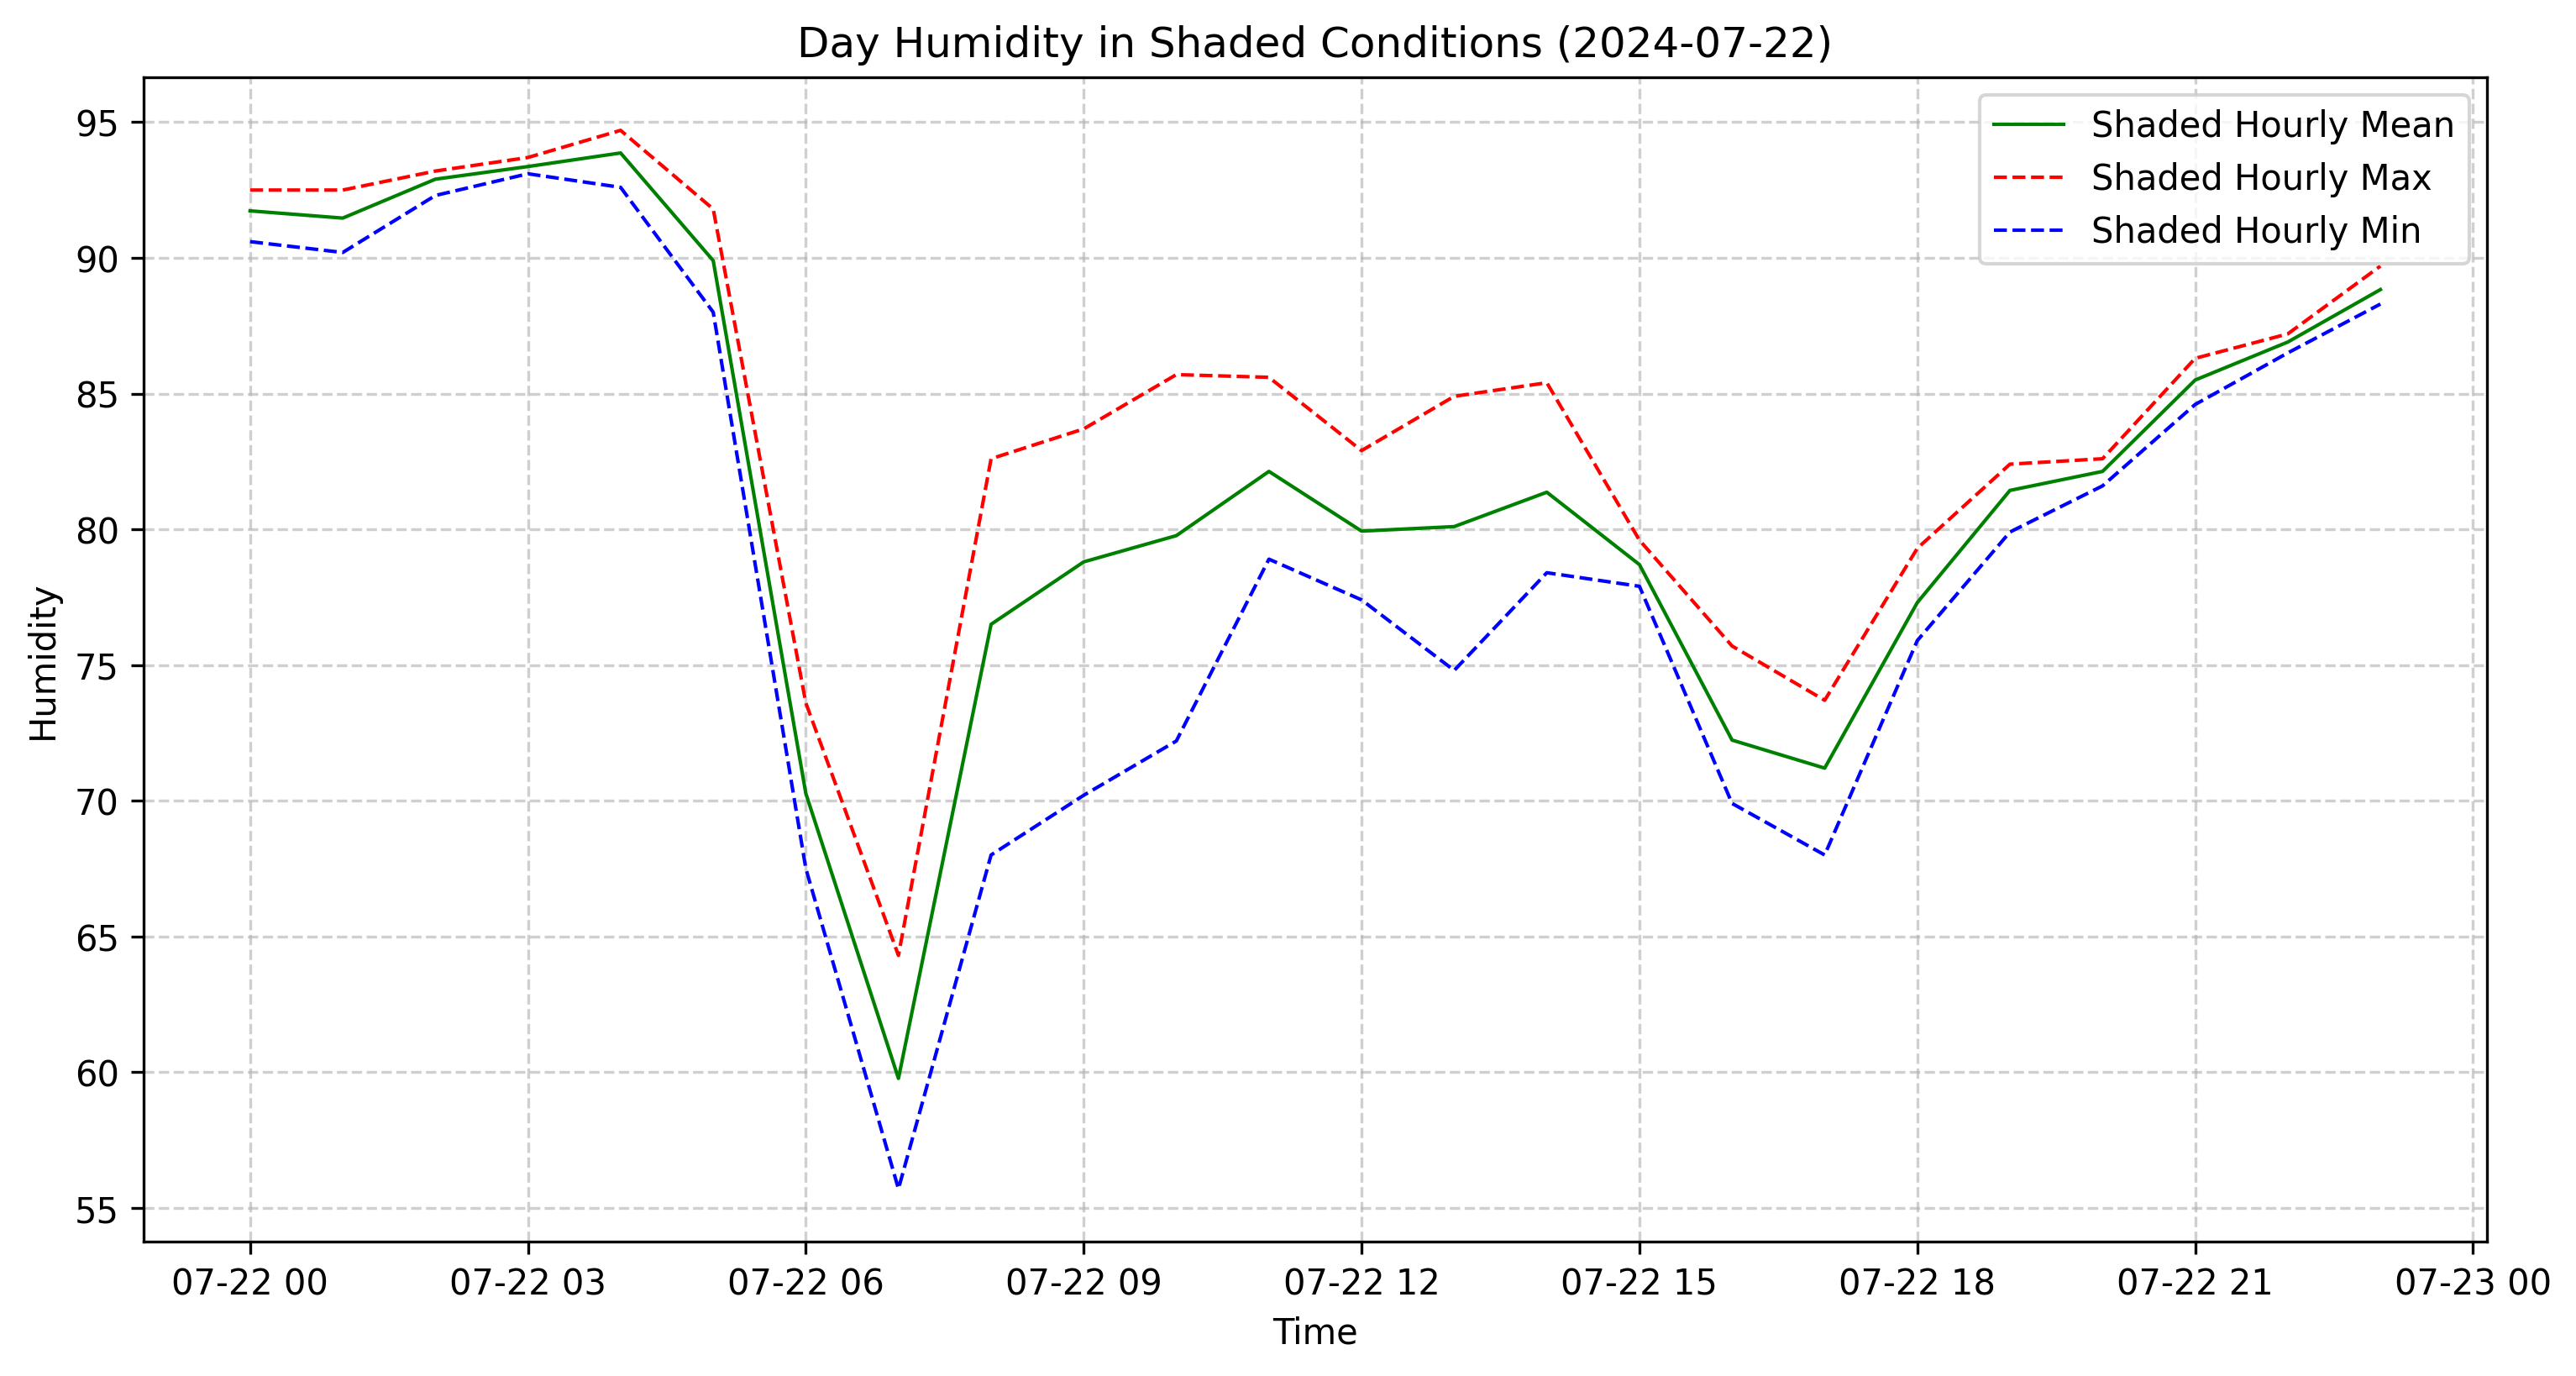 Day Humidity in Shaded Conditions (2024-07-22)
Shaded Hourly Mean
Shaded Hourly Max
Shaded Hourly Min
Humidity
95
90
85
80
75
70
65
60
55
07-22 00 07-22 03 07-22 06 07-22 09 07-22 12 07-22 15 07-22 18 07-22 21 07-23 00
Time